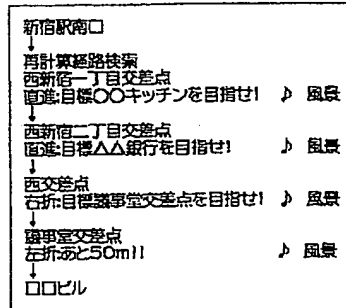 新宿駅南口
↓
再計算経路検索
西新宿一丁目交差点
直進:目標〇〇キッチンを目指せ! ♪ 風景
↓
西新宿二丁目交差点
直進:目標△△銀行を目指せ! ♪ 風景
↓
西交差点
右折:目標議事堂交差点を目指せ! ♪ 風景
↓
議事堂交差点
左折:あと50m!! ♪ 風景
↓
口口ビル